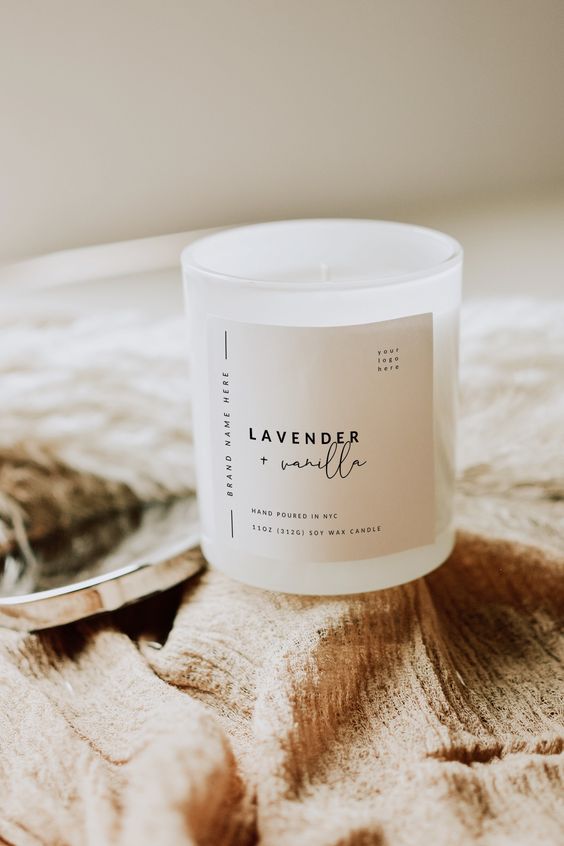 your
logo
here
BRAND NAME HERE
LAVENDER
+ vanilla
HAND POURED IN NYC
11OZ (312G) SOY WAX CANDLE